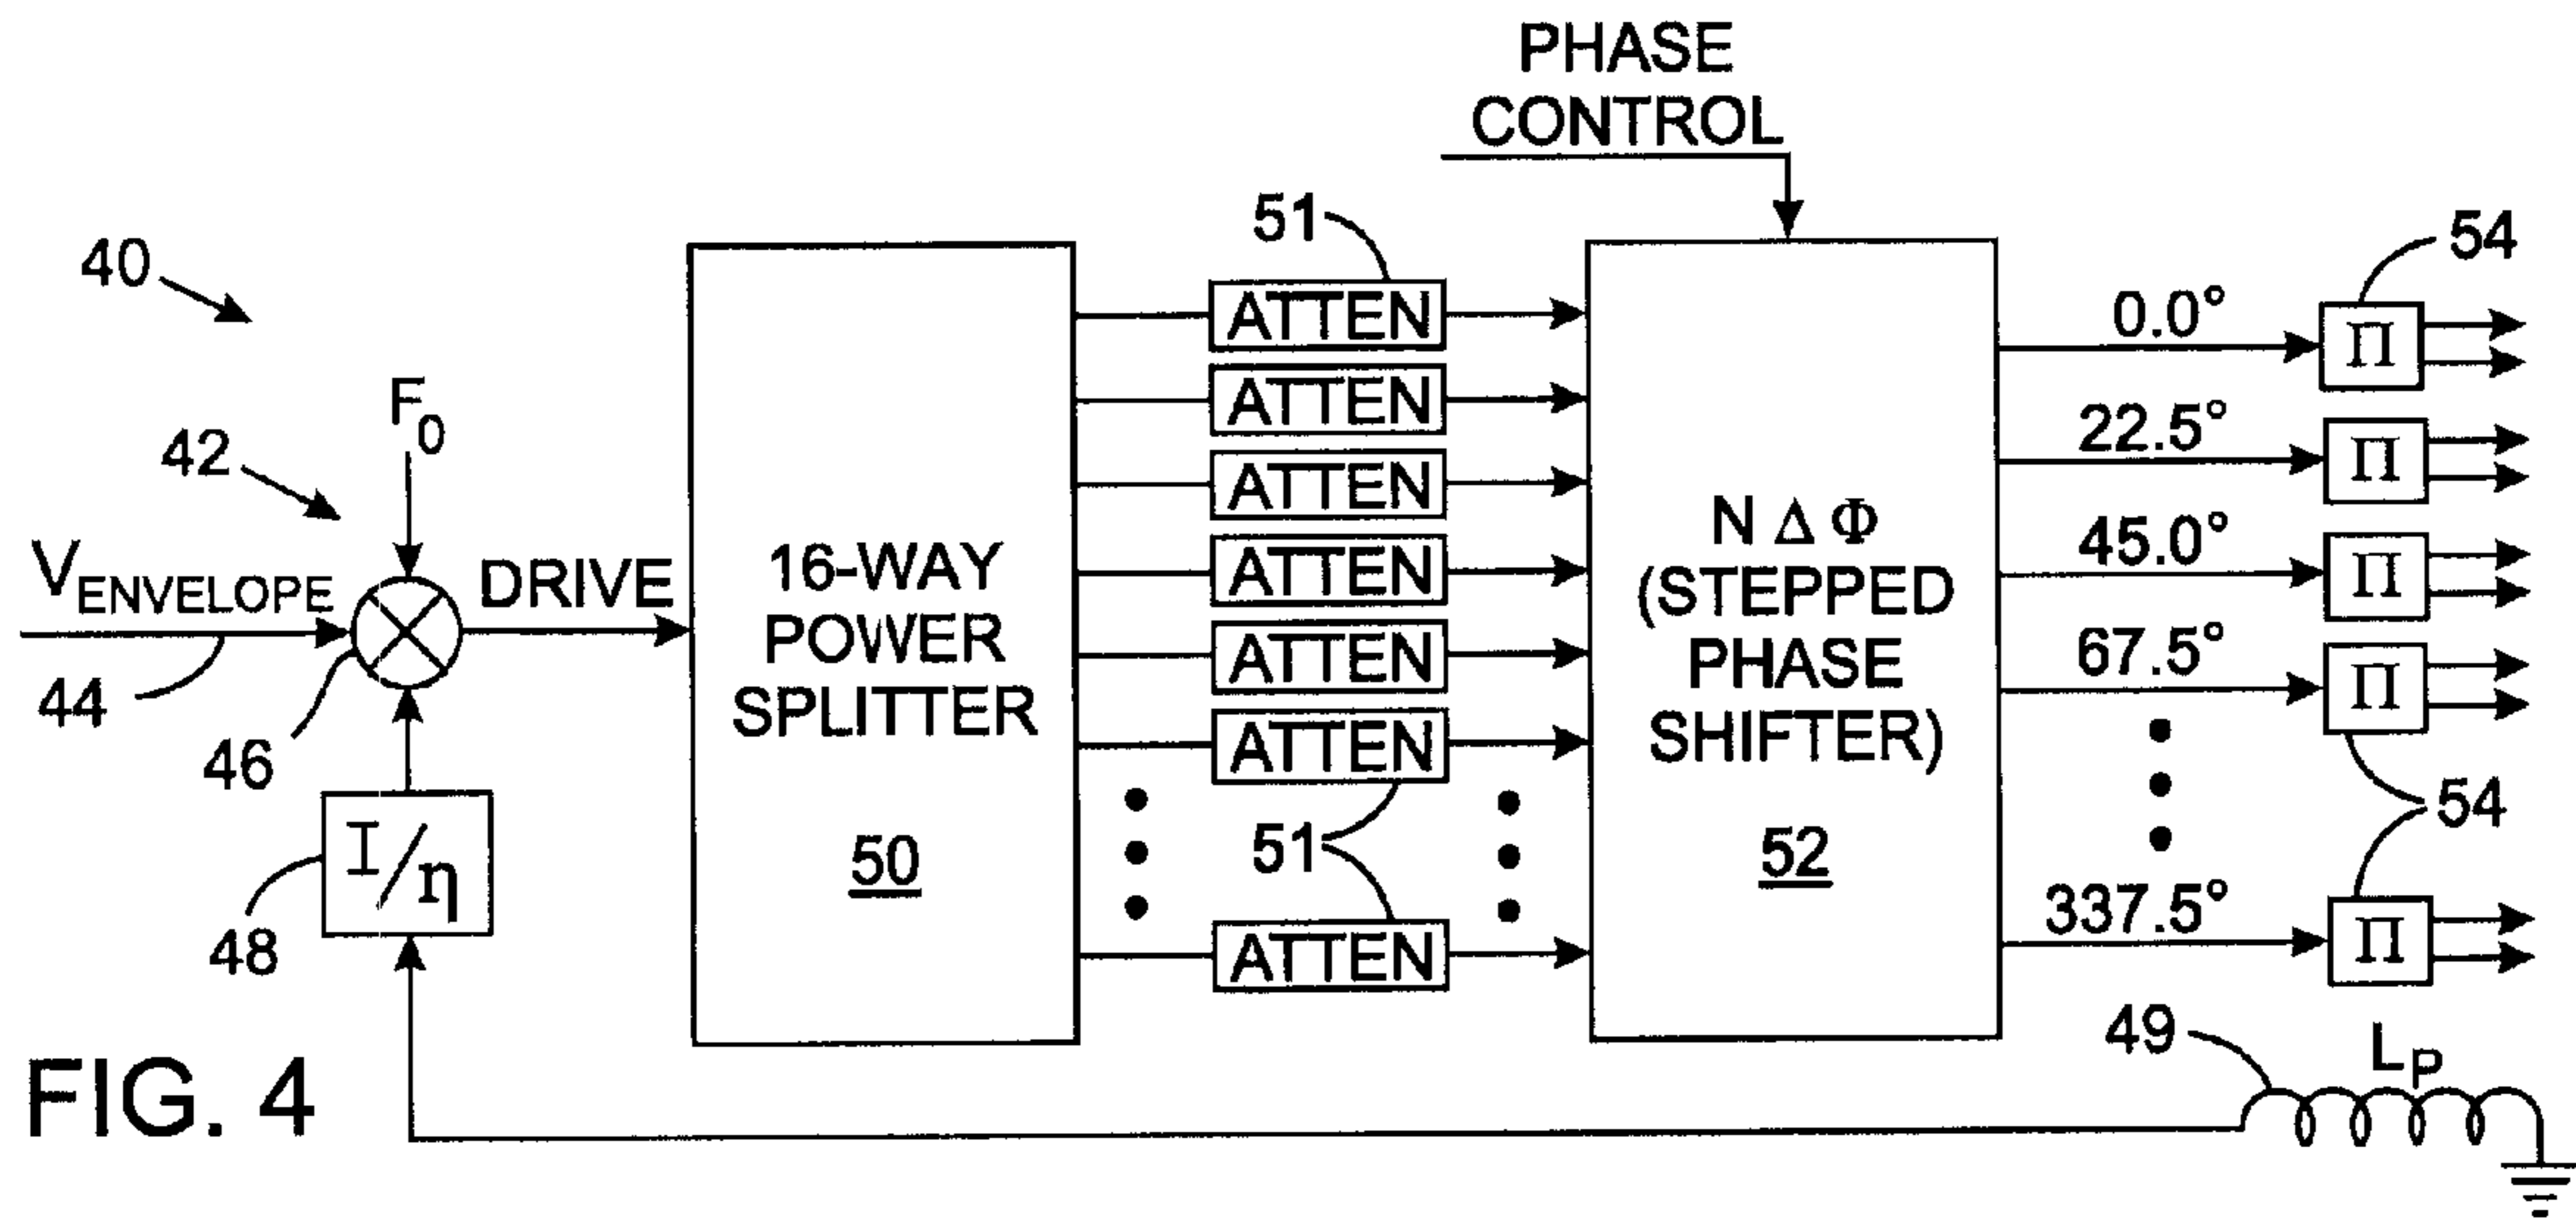 PHASE
CONTROL
51
54
40
ATTEN
0.0°
Π
ATTEN
F0
22.5°
Π
42
ATTEN
N Δ Φ
(STEPPED
PHASE
SHIFTER)
45.0°
Π
VENVELOPE
DRIVE
16-WAY
POWER
SPLITTER
ATTEN
44
46
ATTEN
67.5°
Π
ATTEN
I/η
48
50
51
52
54
ATTEN
337.5°
Π
49
LP
FIG. 4